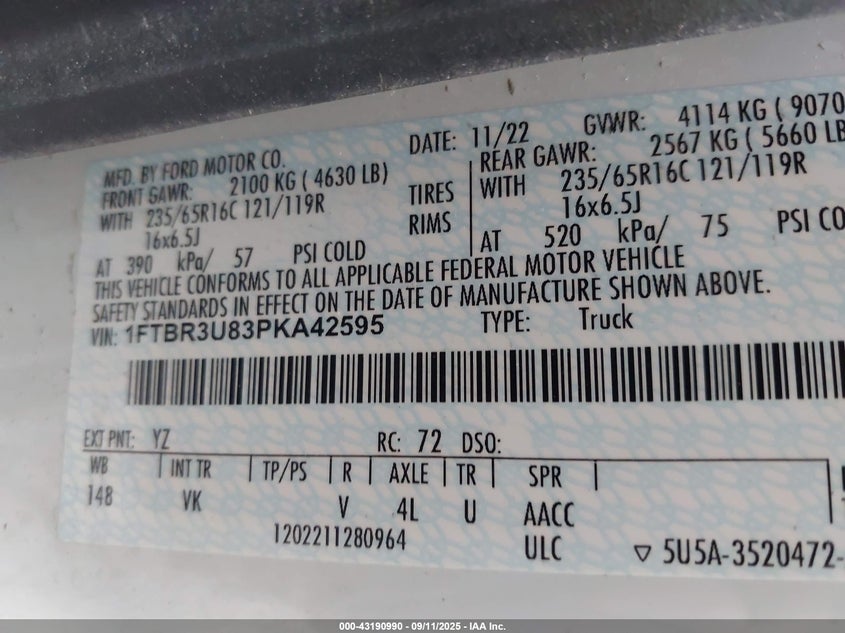 MFD. BY FORD MOTOR CO. DATE: 11/22 GVWR: 4114 KG ( 9070
FRONT GAWR: 2100 KG ( 4630 LB) REAR GAWR: 2567 KG ( 5660 LB
WITH 235/65R16C 121/119R TIRES WITH 235/65R16C 121/119R
16x6.5J RIMS 16x6.5J
AT 390 kPa/ 57 PSI COLD AT 520 kPa/ 75 PSI CO
THIS VEHICLE CONFORMS TO ALL APPLICABLE FEDERAL MOTOR VEHICLE
SAFETY STANDARDS IN EFFECT ON THE DATE OF MANUFACTURE SHOWN ABOVE.
VIN: 1FTBR3U83PKA42595 TYPE: Truck
EXT PNT: YZ RC: 72 DSO:
WB INT TR TP/PS R AXLE TR SPR
148 VK V 4L U AACC
1202211280964 ULC ▽ 5U5A-3520472-
000-43190990 - 09/11/2025 - IAA Inc.